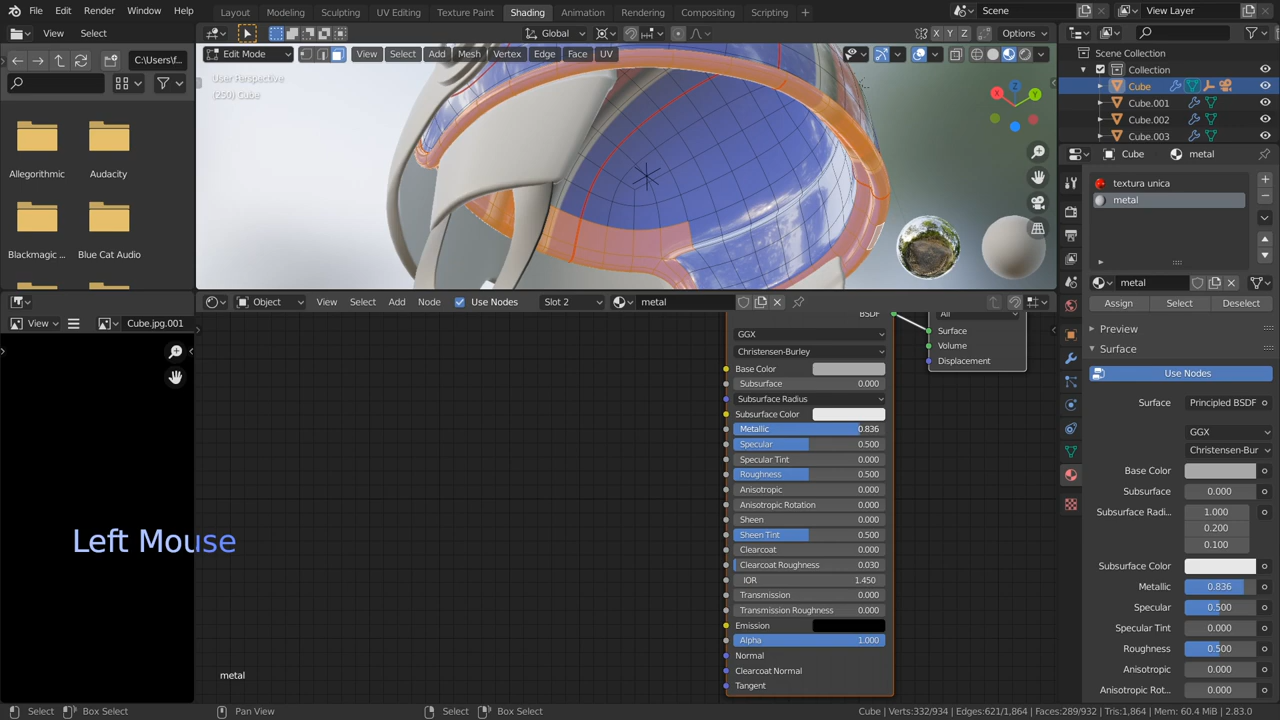 File Edit Render Window Help Layout Modeling Sculpting UV Editing Texture Paint Shading Animation Rendering Compositing Scripting Scene View Layer
View Select Global Options
C:\Users\f... Edit Mode View Select Add Mesh Vertex Edge Face UV Scene Collection
User Perspective Collection
(250) Cube Cube
X Y Z
Cube.001
Cube.002
Cube.003
Cube metal
Allegorithmic Audacity
textura unica
metal
Blackmagic ... Blue Cat Audio
metal
Object View Select Add Node Use Nodes Slot 2 metal
Assign Select Deselect
View Cube.jpg.001
BSDF All
Preview
GGX Surface
Surface
Christensen-Burley Volume
Base Color Displacement
Use Nodes
Subsurface 0.000
Subsurface Radius
Surface Principled BSDF
Subsurface Color
Metallic 0.836
GGX
Specular 0.500
Christensen-Bur
Specular Tint 0.000
Base Color
Roughness 0.500
Subsurface 0.000
Anisotropic 0.000
Subsurface Radi... 1.000
Anisotropic Rotation 0.000
0.200
Sheen 0.000
0.100
Sheen Tint 0.500
Left Mouse
Clearcoat 0.000
Subsurface Color
Clearcoat Roughness 0.030
Metallic 0.836
IOR 1.450
Specular 0.500
Transmission 0.000
Specular Tint 0.000
Transmission Roughness 0.000
Roughness 0.500
Emission
Alpha 1.000
Anisotropic 0.000
Normal
Anisotropic Rot... 0.000
Clearcoat Normal
metal
Tangent
Select Box Select Pan View Select Box Select Cube | Verts:332/934 | Edges:621/1,864 | Faces:289/932 | Tris:1,864 | Mem: 60.4 MiB | 2.83.0